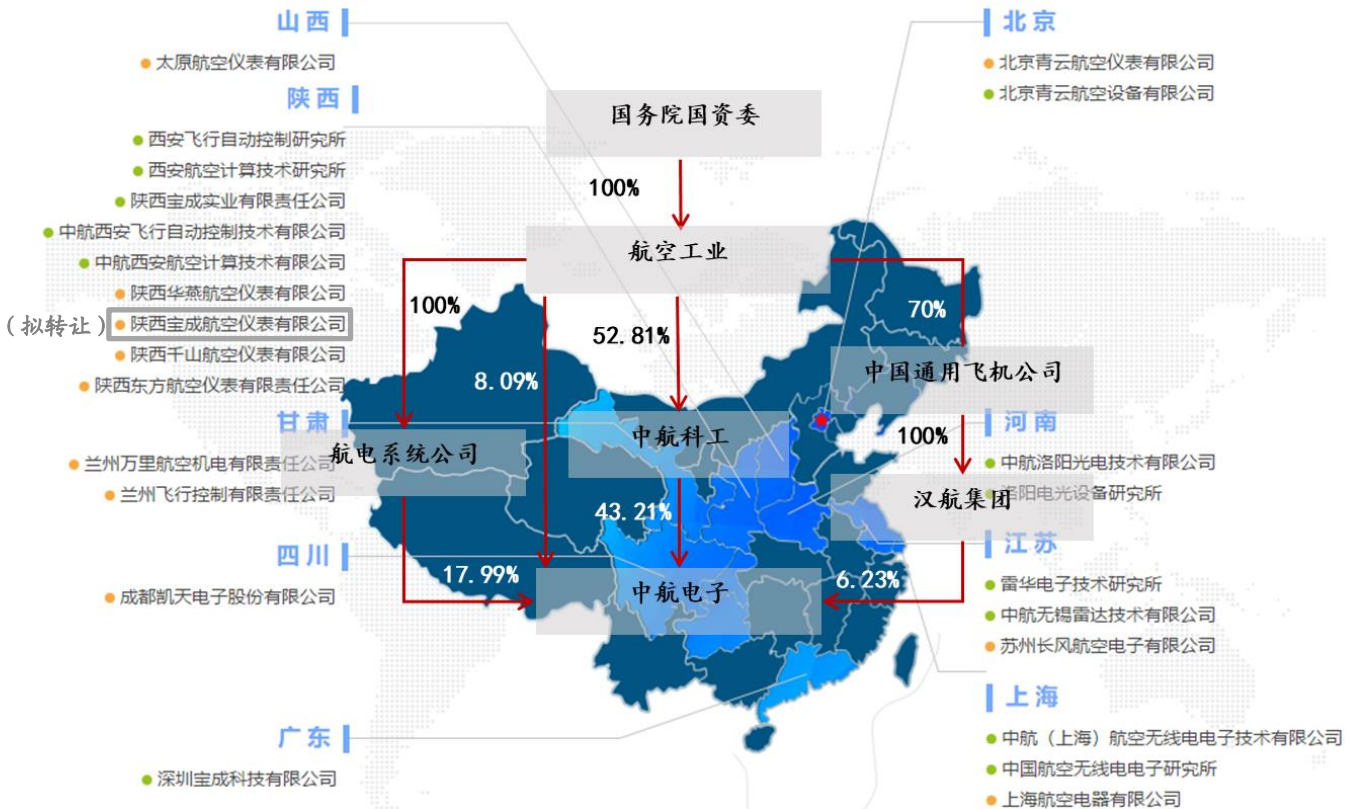 山西
太原航空仪表有限公司
陕西
西安飞行自动控制研究所
西安航空计算技术研究所
陕西宝成实业有限责任公司
中航西安飞行自动控制技术有限公司
中航西安航空计算技术有限公司
陕西华燕航空仪表有限公司
（拟转让）
陕西宝成航空仪表有限公司
陕西千山航空仪表有限公司
陕西东方航空仪表有限责任公司
甘肃
兰州万里航空机电有限责任公司
兰州飞行控制有限责任公司
四川
成都凯天电子股份有限公司
广东
深圳宝成科技有限公司
国务院国资委
100%
航空工业
100%
8.09%
52.81%
70%
中国通用飞机公司
航电系统公司
中航科工
100%
汉航集团
43.21%
17.99%
6.23%
中航电子
北京
北京青云航空仪表有限公司
北京青云航空设备有限公司
河南
中航洛阳光电技术有限公司
洛阳电光设备研究所
江苏
雷华电子技术研究所
中航无锡雷达技术有限公司
苏州长风航空电子有限公司
上海
中航（上海）航空无线电电子技术有限公司
中国航空无线电电子研究所
上海航空电器有限公司